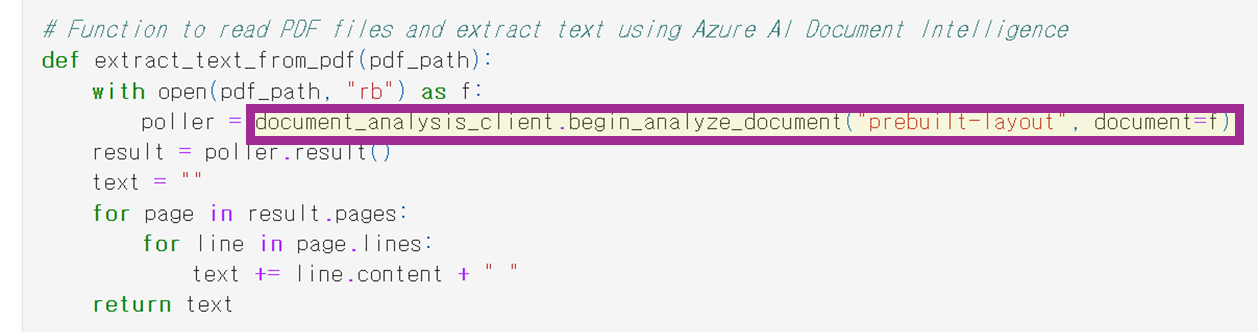 # Function to read PDF files and extract text using Azure AI Document Intelligence
def extract_text_from_pdf(pdf_path):
with open(pdf_path, "rb") as f:
poller = document_analysis_client.begin_analyze_document("prebuilt-layout", document=f)
result = poller.result()
text = ""
for page in result.pages:
for line in page.lines:
text += line.content + " "
return text